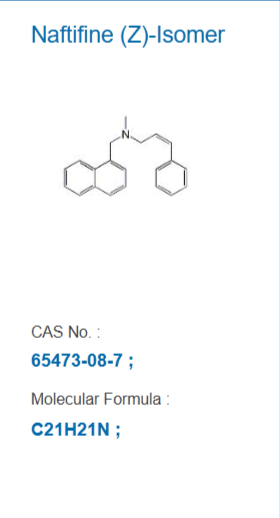 Naftifine (Z)-Isomer
N
CAS No. :
65473-08-7 ;
Molecular Formula :
C21H21N ;